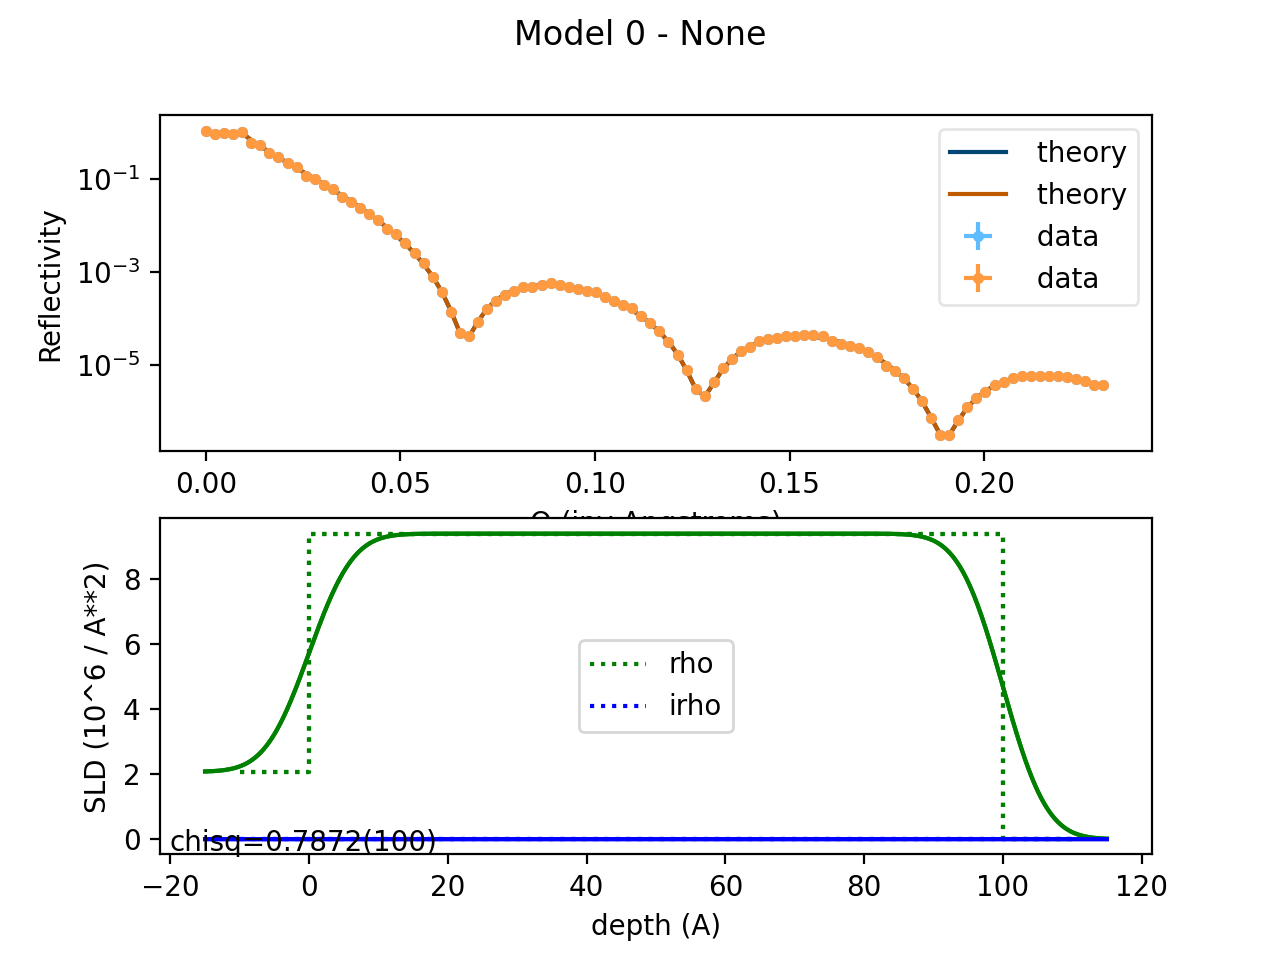 Model 0 - None
Reflectivity
10^-1
10^-3
10^-5
theory
theory
data
data
0.00 0.05 0.10 0.15 0.20
SLD (10^6 / A**2)
8
6
4
2
0
rho
irho
chisq=0.7872(100)
−20 0 20 40 60 80 100 120
depth (A)